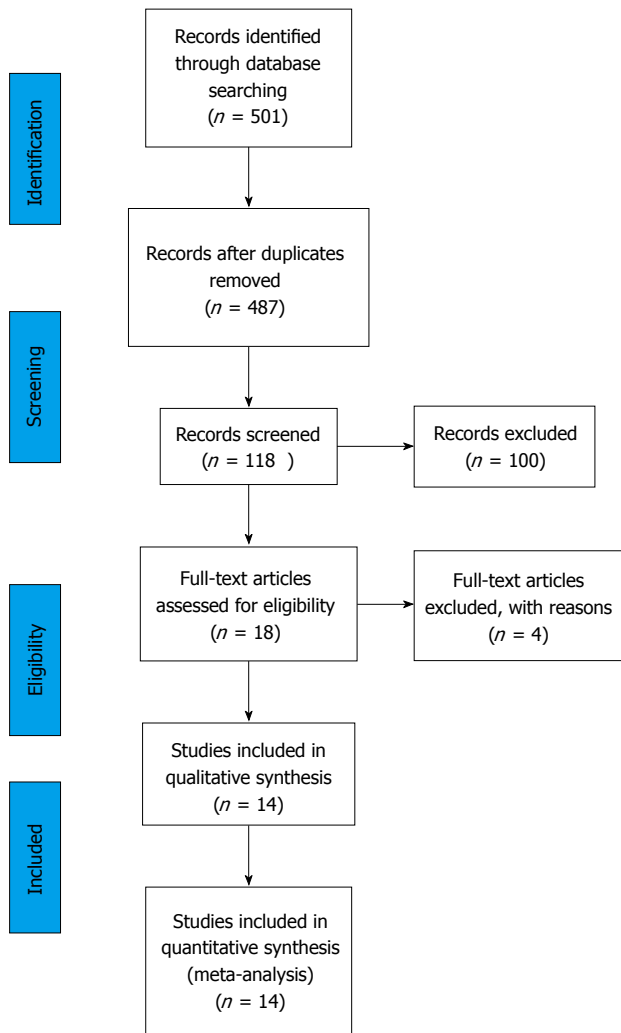 Identification
Records identified
through database
searching
(n = 501)
Records after duplicates
removed
(n = 487)
Screening
Records screened
(n = 118  )
Records excluded
(n = 100)
Eligibility
Full-text articles
assessed for eligibility
(n = 18)
Full-text articles
excluded, with reasons
(n = 4)
Studies included in
qualitative synthesis
(n = 14)
Included
Studies included in
quantitative synthesis
(meta-analysis)
(n = 14)